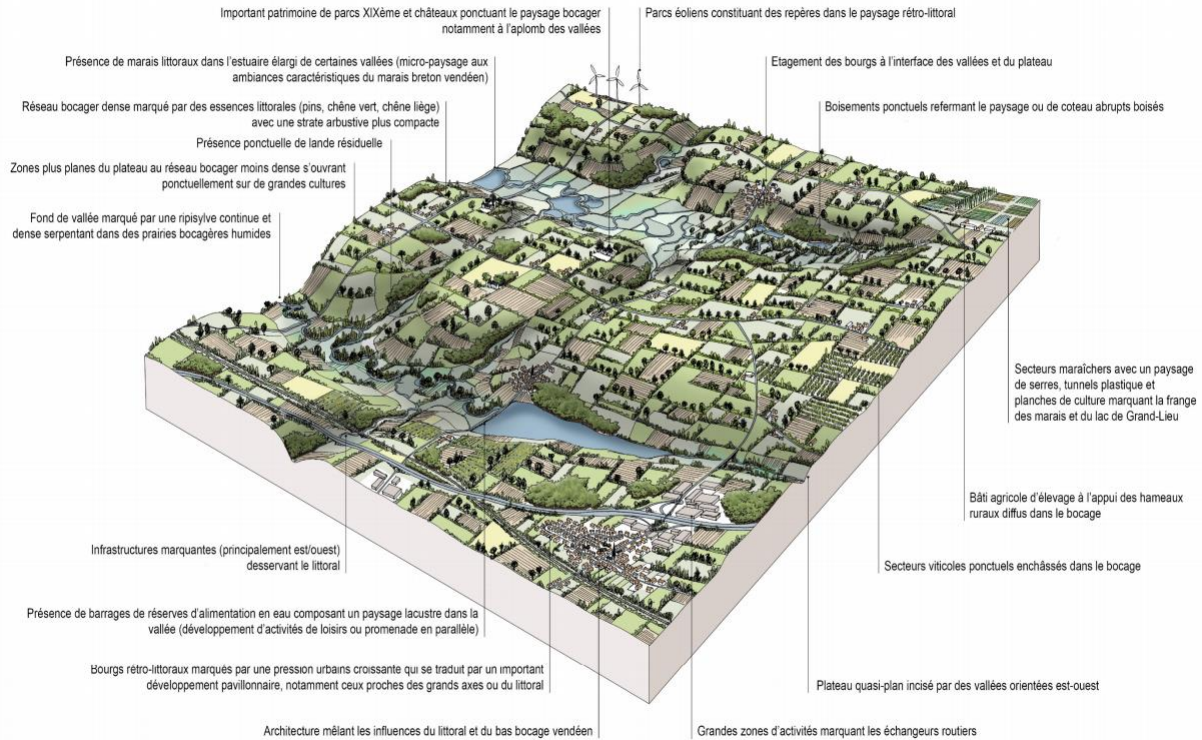 Important patrimoine de parcs XIXème et châteaux ponctuant le paysage bocager
notamment à l'aplomb des vallées
Parcs éoliens constituant des repères dans le paysage rétro-littoral
Présence de marais littoraux dans l'estuaire élargi de certaines vallées (micro-paysage aux
ambiances caractéristiques du marais breton vendéen)
Etagement des bourgs à l'interface des vallées et du plateau
Réseau bocager dense marqué par des essences littorales (pins, chêne vert, chêne liège)
avec une strate arbustive plus compacte
Boisements ponctuels refermant le paysage ou de coteau abrupts boisés
Présence ponctuelle de lande résiduelle
Zones plus planes du plateau au réseau bocager moins dense s'ouvrant
ponctuellement sur de grandes cultures
Fond de vallée marqué par une ripisylve continue et
dense serpentant dans des prairies bocagères humides
Secteurs maraîchers avec un paysage
de serres, tunnels plastique et
planches de culture marquant la frange
des marais et du lac de Grand-Lieu
Bâti agricole d'élevage à l'appui des hameaux
ruraux diffus dans le bocage
Infrastructures marquantes (principalement est/ouest)
desservant le littoral
Secteurs viticoles ponctuels enchâssés dans le bocage
Présence de barrages de réserves d'alimentation en eau composant un paysage lacustre dans la
vallée (développement d'activités de loisirs ou promenade en parallèle)
Bourgs rétro-littoraux marqués par une pression urbains croissante qui se traduit par un important
développement pavillonnaire, notamment ceux proches des grands axes ou du littoral
Plateau quasi-plan incisé par des vallées orientées est-ouest
Architecture mêlant les influences du littoral et du bas bocage vendéen
Grandes zones d'activités marquant les échangeurs routiers